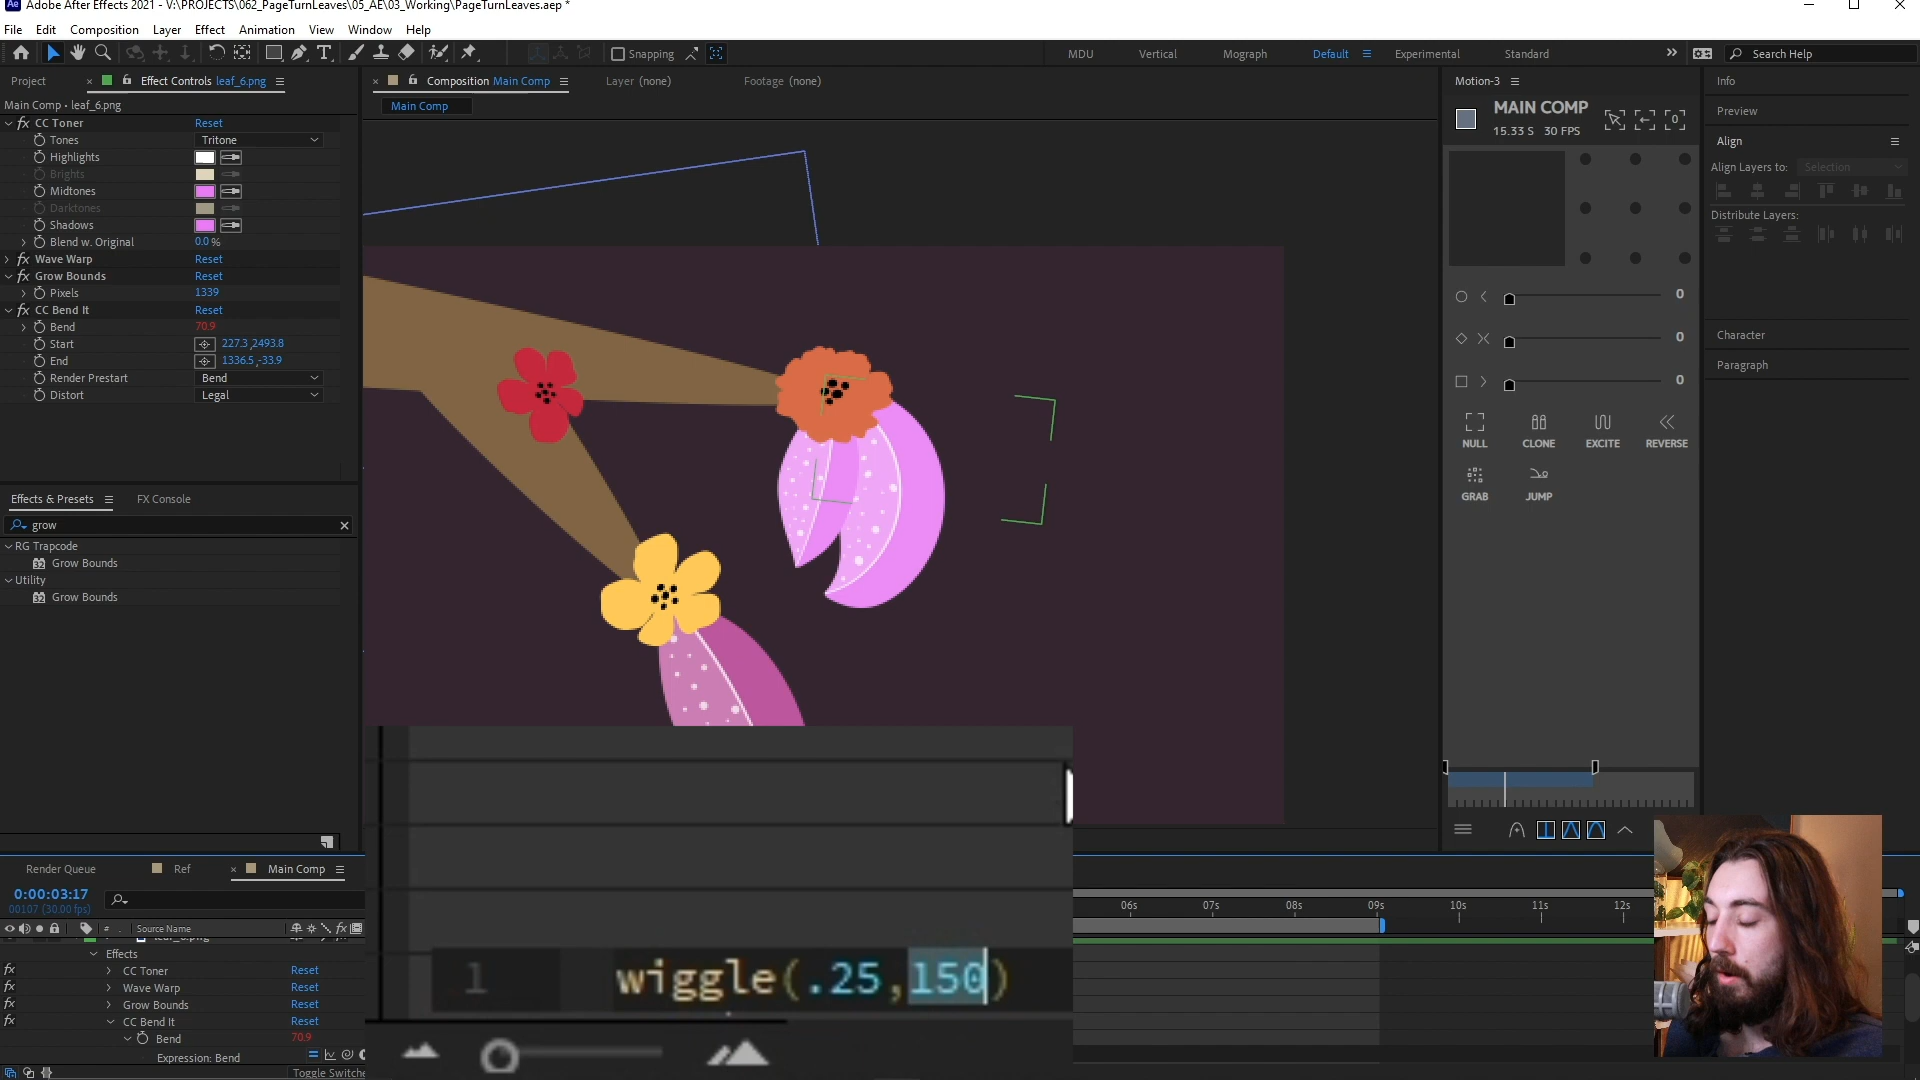 Adobe After Effects 2021 - V:\PROJECTS\062_PageTurnLeaves\05_AE\03_Working\PageTurnLeaves.aep *
File Edit Composition Layer Effect Animation View Window Help
Snapping
MDU Vertical Mograph Default Experimental Standard
Search Help
Project
Effect Controls leaf_6.png
Main Comp • leaf_6.png
fx CC Toner Reset
Tones Tritone
Highlights
Brights
Midtones
Darktones
Shadows
Blend w. Original 0.0 %
fx Wave Warp Reset
fx Grow Bounds Reset
Pixels 1339
fx CC Bend It Reset
Bend 70.9
Start 227.3,2493.8
End 1336.5,-33.9
Render Prestart Bend
Distort Legal
Effects & Presets FX Console
grow
RG Trapcode
Grow Bounds
Utility
Grow Bounds
Composition Main Comp
Layer (none)
Footage (none)
Main Comp
Motion-3
MAIN COMP
15.33 S 30 FPS
0
0
0
NULL CLONE EXCITE REVERSE
GRAB JUMP
Info
Preview
Align
Align Layers to: Selection
Distribute Layers:
Character
Paragraph
Render Queue Ref Main Comp
0:00:03:17
00107 (30.00 fps)
# Source Name
Effects
fx CC Toner Reset
fx Wave Warp Reset
fx Grow Bounds Reset
fx CC Bend It Reset
Bend 70.9
Expression: Bend
Toggle Switche
06s 07s 08s 09s 10s 11s 12s
1 wiggle(.25,150)